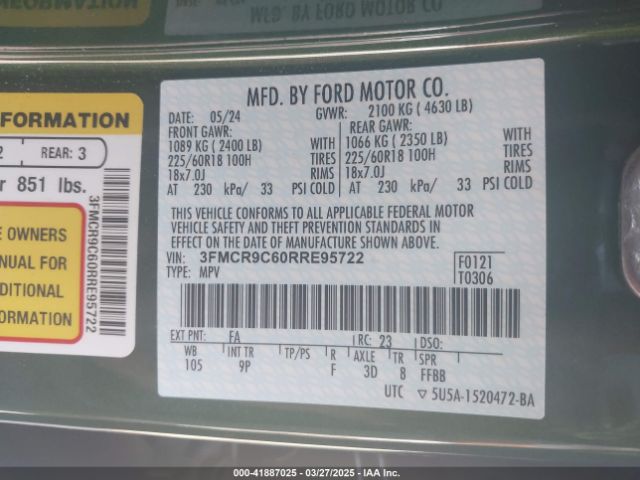 MFD. BY FORD MOTOR CO.
DATE: 05/24 GVWR: 2100 KG ( 4630 LB)
FRONT GAWR: REAR GAWR:
1089 KG ( 2400 LB) WITH 1066 KG ( 2350 LB) WITH
225/60R18 100H TIRES 225/60R18 100H TIRES
18x7.0J RIMS 18x7.0J RIMS
AT 230 kPa/ 33 PSI COLD AT 230 kPa/ 33 PSI COLD
THIS VEHICLE CONFORMS TO ALL APPLICABLE FEDERAL MOTOR
VEHICLE SAFETY AND THEFT PREVENTION STANDARDS IN
EFFECT ON THE DATE OF MANUFACTURE SHOWN ABOVE.
VIN: 3FMCR9C60RRE95722 F0121
TYPE: MPV T0306
EXT PNT: FA RC: 23 DSO:
WB INT TR TP/PS R AXLE TR SPR
105 9P F 3D 8 FFBB
UTC ▽ 5U5A-1520472-BA
FORMATION
2 REAR: 3
r 851 lbs.
E OWNERS
NUAL FOR
DITIONAL
ORMATION
3FMCR9C60RRE95722
000-41887025 - 03/27/2025 - IAA Inc.